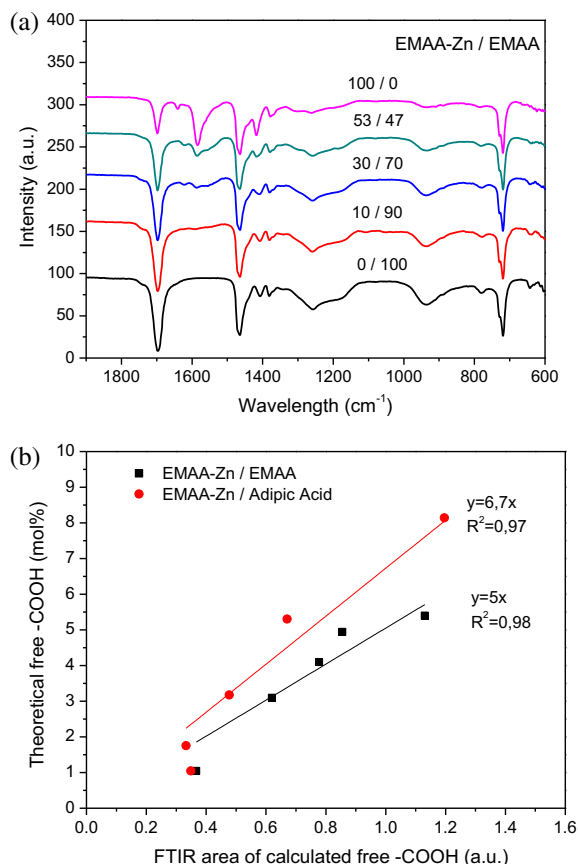 (a)
EMAA-Zn / EMAA
400
350
300
250
200
150
100
50
0
Intensity (a.u.)
100 / 0
53 / 47
30 / 70
10 / 90
0 / 100
1800 1600 1400 1200 1000 800 600
Wavelength (cm⁻¹)
(b)
EMAA-Zn / EMAA
EMAA-Zn / Adipic Acid
10
9
8
7
6
5
4
3
2
1
0
Theoretical free -COOH (mol%)
y=6,7x
R²=0,97
y=5x
R²=0,98
0.0 0.2 0.4 0.6 0.8 1.0 1.2 1.4 1.6
FTIR area of calculated free -COOH (a.u.)